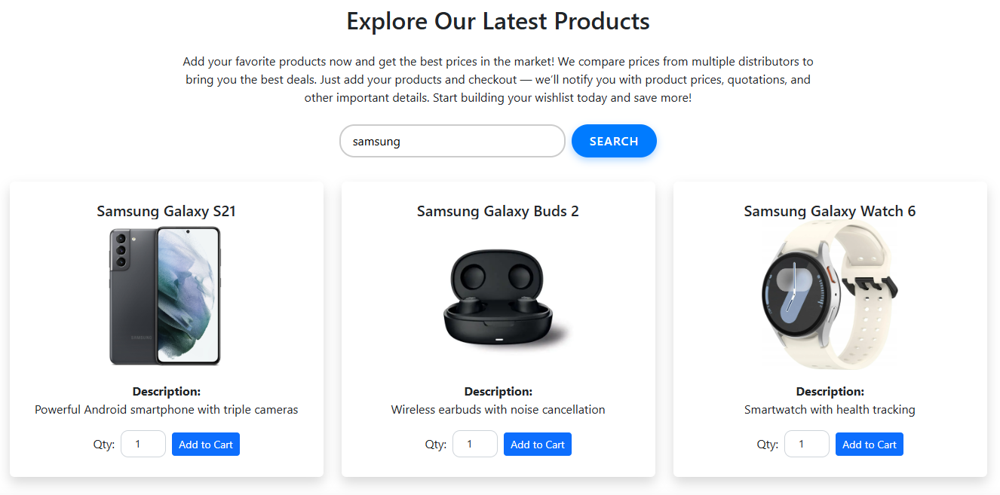 Explore Our Latest Products
Add your favorite products now and get the best prices in the market! We compare prices from multiple distributors to
bring you the best deals. Just add your products and checkout — we’ll notify you with product prices, quotations, and
other important details. Start building your wishlist today and save more!
samsung
SEARCH
Samsung Galaxy S21
SAMSUNG
Description:
Powerful Android smartphone with triple cameras
Qty: 1 Add to Cart
Samsung Galaxy Buds 2
Description:
Wireless earbuds with noise cancellation
Qty: 1 Add to Cart
Samsung Galaxy Watch 6
Description:
Smartwatch with health tracking
Qty: 1 Add to Cart